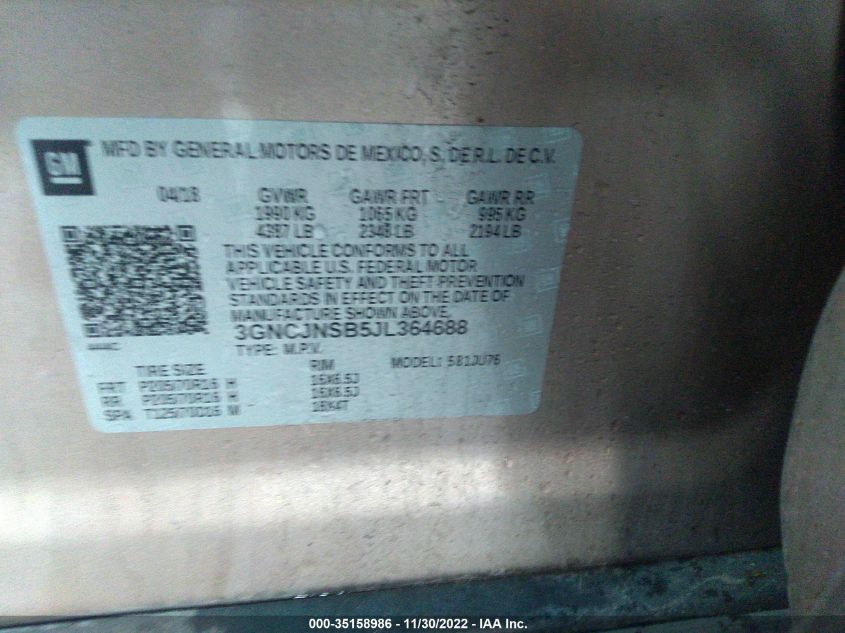 GM
MFD BY GENERAL MOTORS DE MEXICO, S. DE R.L. DE C.V.
04/18 GVWR GAWR FRT GAWR RR
1990 KG 1065 KG 995 KG
4387 LB 2348 LB 2194 LB
THIS VEHICLE CONFORMS TO ALL
APPLICABLE U.S. FEDERAL MOTOR
VEHICLE SAFETY AND THEFT PREVENTION
STANDARDS IN EFFECT ON THE DATE OF
MANUFACTURE SHOWN ABOVE.
3GNCJNSB5JL364688
TYPE: M.P.V. MODEL: 581JU76
TIRE SIZE RIM
FRT P205/70R16 H 16X6.5J
RR P205/70R16 H 16X6.5J
SPA T125/70D16 M 16X4T
000-35158986 - 11/30/2022 - IAA Inc.